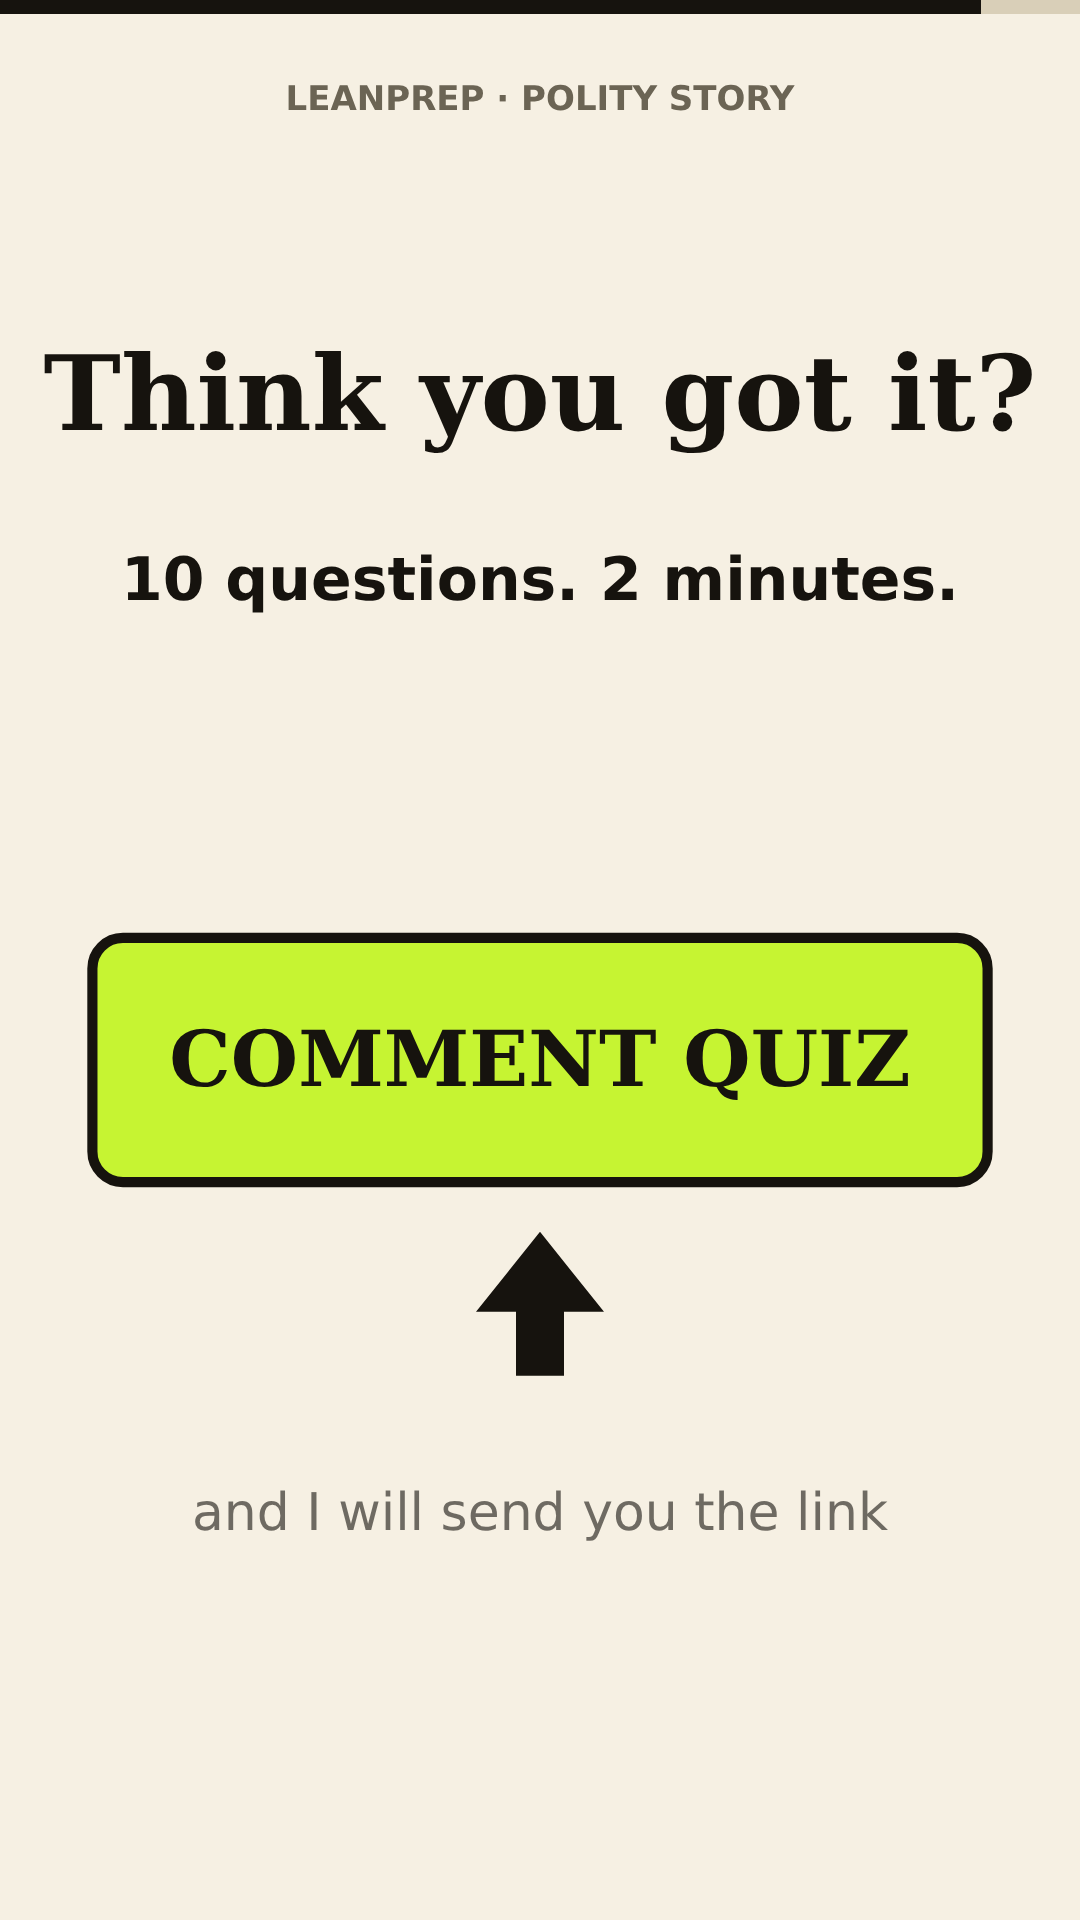 LEANPREP · POLITY STORY
Think you got it?
10 questions. 2 minutes.
COMMENT QUIZ
and I will send you the link